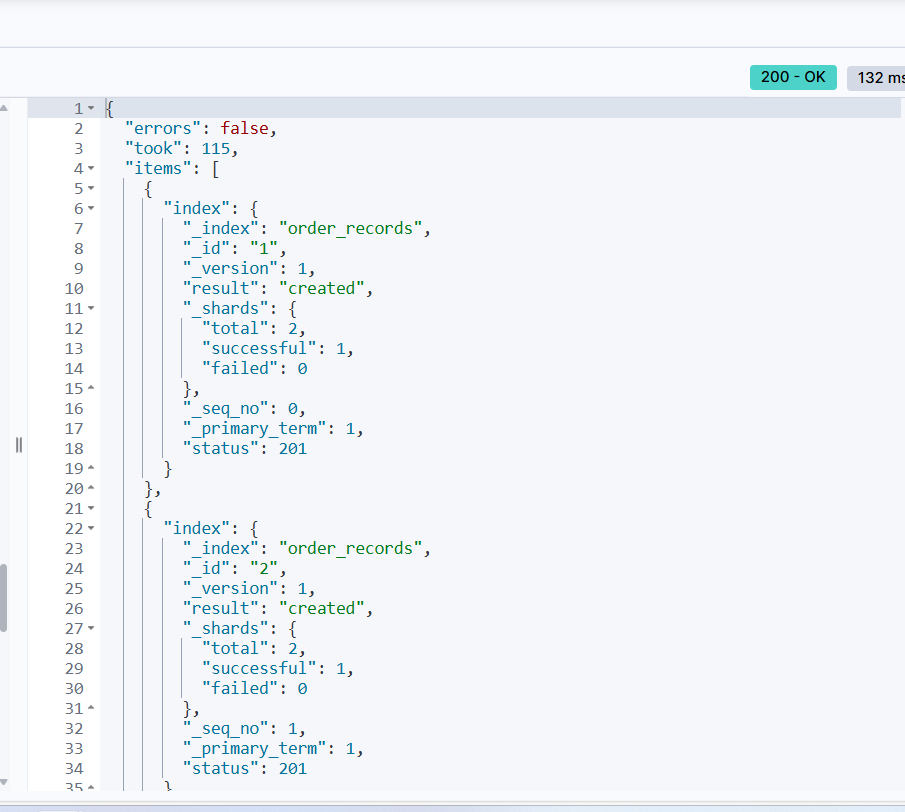 200 - OK
132 ms
1 {
2 "errors": false,
3 "took": 115,
4 "items": [
5 {
6 "index": {
7 "_index": "order_records",
8 "_id": "1",
9 "_version": 1,
10 "result": "created",
11 "_shards": {
12 "total": 2,
13 "successful": 1,
14 "failed": 0
15 },
16 "_seq_no": 0,
17 "_primary_term": 1,
18 "status": 201
19 }
20 },
21 {
22 "index": {
23 "_index": "order_records",
24 "_id": "2",
25 "_version": 1,
26 "result": "created",
27 "_shards": {
28 "total": 2,
29 "successful": 1,
30 "failed": 0
31 },
32 "_seq_no": 1,
33 "_primary_term": 1,
34 "status": 201
35 }